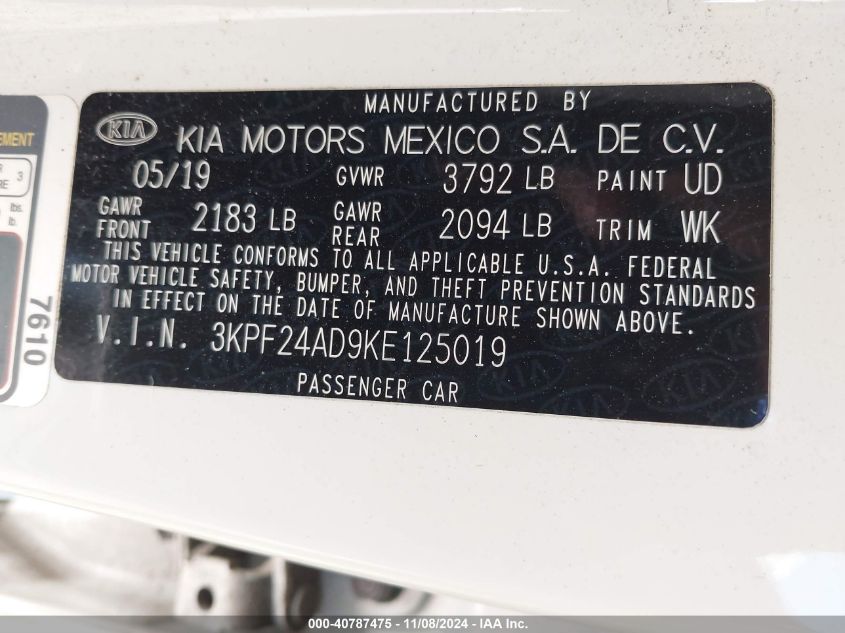 MANUFACTURED BY
KIA KIA MOTORS MEXICO S.A. DE C.V.
05/19 GVWR 3792 LB PAINT UD
GAWR FRONT 2183 LB GAWR REAR 2094 LB TRIM WK
THIS VEHICLE CONFORMS TO ALL APPLICABLE U.S.A. FEDERAL
MOTOR VEHICLE SAFETY, BUMPER, AND THEFT PREVENTION STANDARDS
IN EFFECT ON THE DATE OF MANUFACTURE SHOWN ABOVE.
V.I.N. 3KPF24AD9KE125019
PASSENGER CAR
3
lbs.
lb.
7610
000-40787475 - 11/08/2024 - IAA Inc.